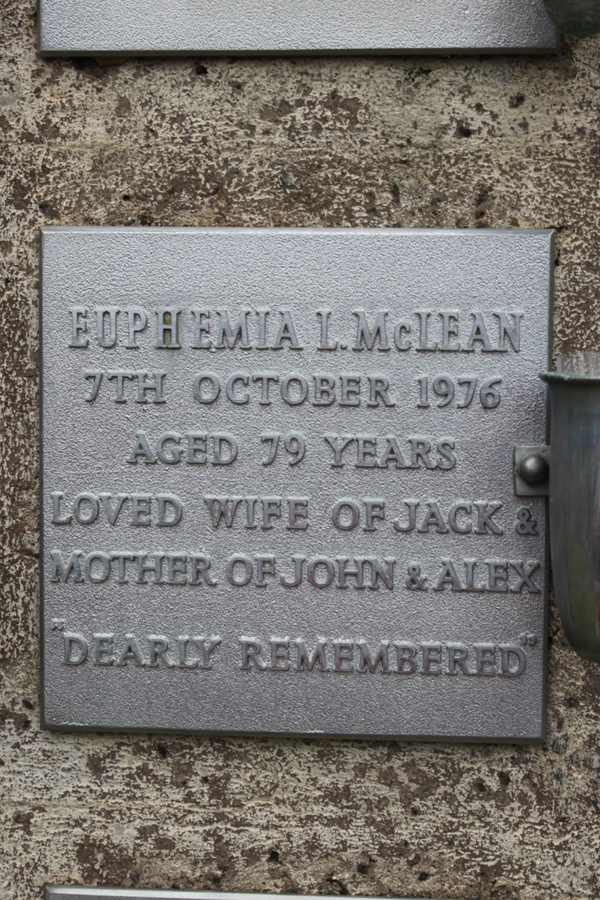 EUPHEMIA L. McLEAN
7TH OCTOBER 1976
AGED 79 YEARS
LOVED WIFE OF JACK &
MOTHER OF JOHN & ALEX
"DEARLY REMEMBERED"